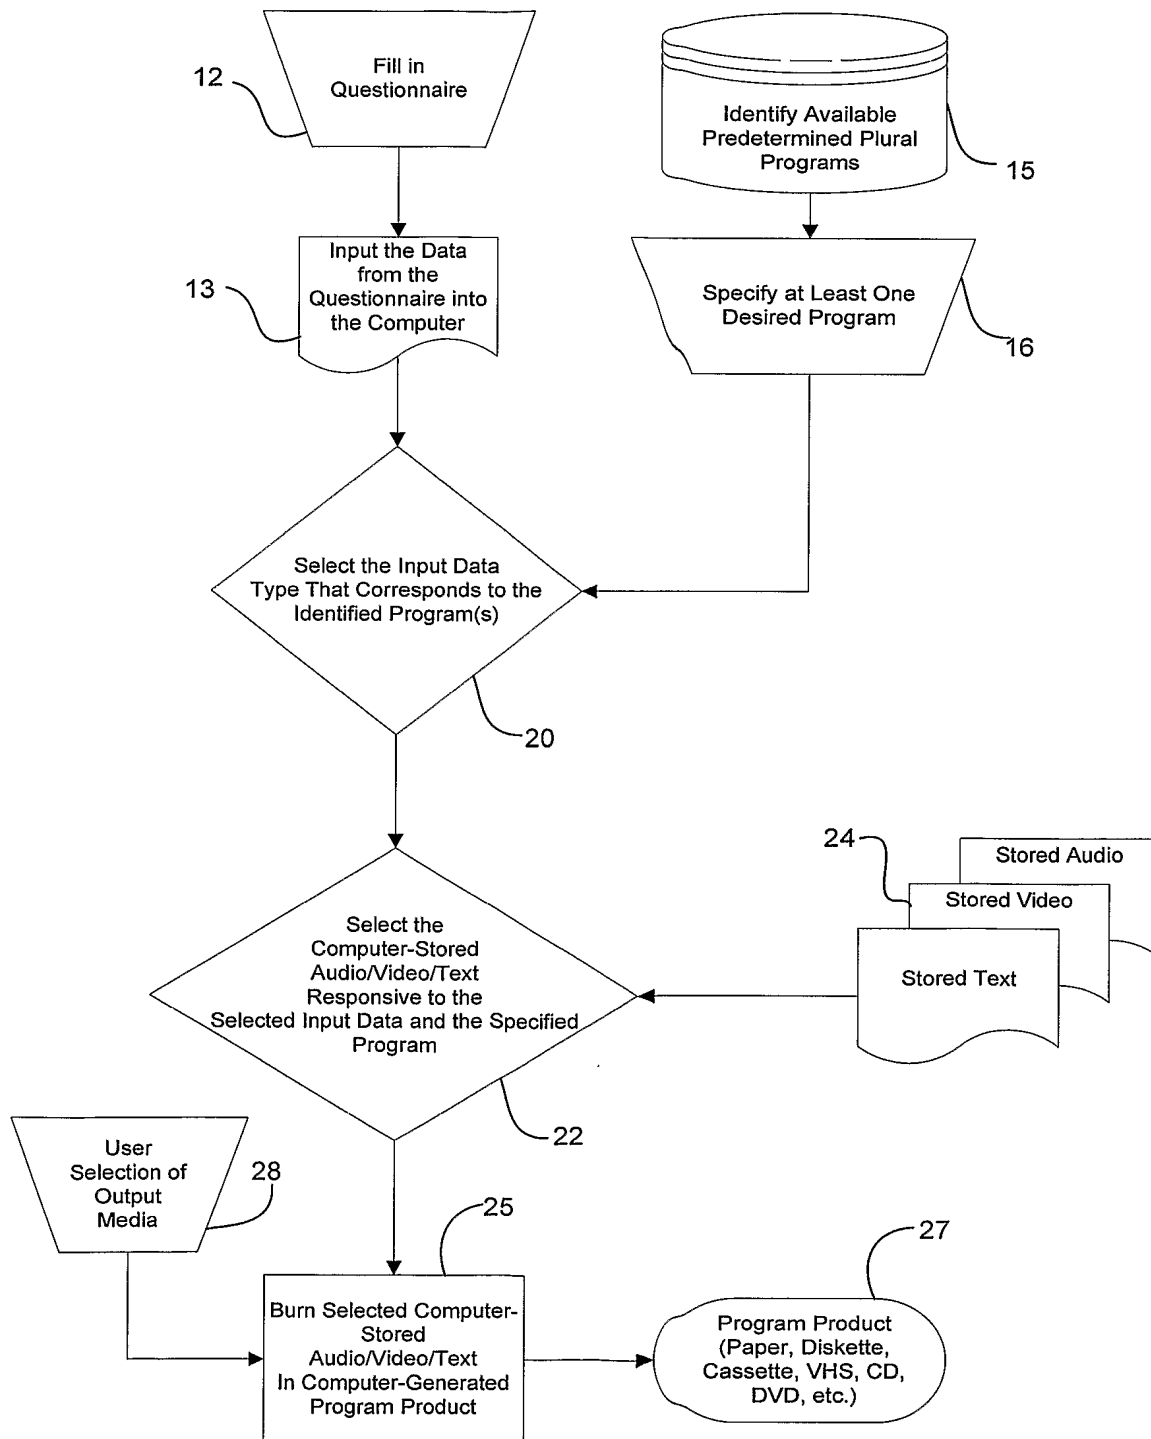 Fill in
Questionnaire
12
Identify Available
Predetermined Plural
Programs
15
Input the Data
from the
Questionnaire into
the Computer
13
Specify at Least One
Desired Program
16
Select the Input Data
Type That Corresponds to the
Identified Program(s)
20
24
Stored Audio
Stored Video
Stored Text
Select the
Computer-Stored
Audio/Video/Text
Responsive to the
Selected Input Data and the Specified
Program
22
User
Selection of
Output
Media
28
25
Burn Selected Computer-
Stored
Audio/Video/Text
In Computer-Generated
Program Product
27
Program Product
(Paper, Diskette,
Cassette, VHS, CD,
DVD, etc.)